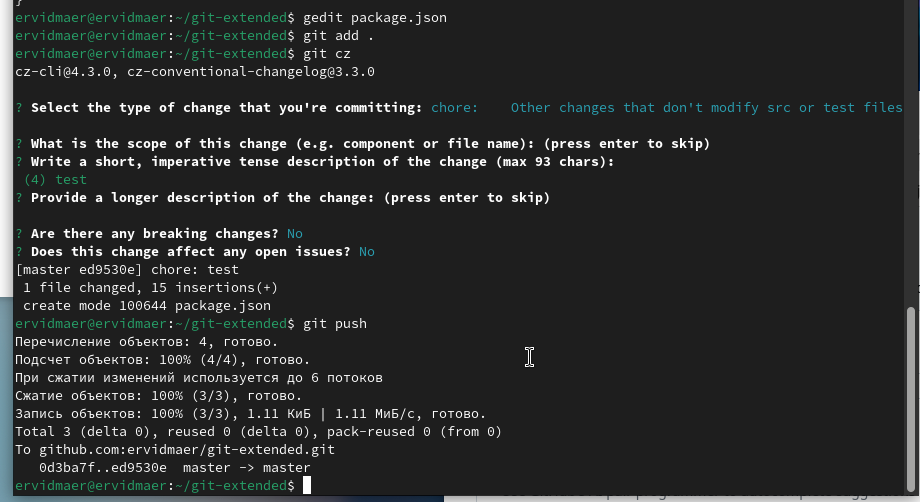 }
ervidmaer@ervidmaer:~/git-extended$ gedit package.json
ervidmaer@ervidmaer:~/git-extended$ git add .
ervidmaer@ervidmaer:~/git-extended$ git cz
cz-cli@4.3.0, cz-conventional-changelog@3.3.0
? Select the type of change that you're committing: chore:    Other changes that don't modify src or test files
? What is the scope of this change (e.g. component or file name): (press enter to skip)
? Write a short, imperative tense description of the change (max 93 chars):
 (4) test
? Provide a longer description of the change: (press enter to skip)
? Are there any breaking changes? No
? Does this change affect any open issues? No
[master ed9530e] chore: test
 1 file changed, 15 insertions(+)
 create mode 100644 package.json
ervidmaer@ervidmaer:~/git-extended$ git push
Перечисление объектов: 4, готово.
Подсчет объектов: 100% (4/4), готово.
При сжатии изменений используется до 6 потоков
Сжатие объектов: 100% (3/3), готово.
Запись объектов: 100% (3/3), 1.11 КиБ | 1.11 МиБ/с, готово.
Total 3 (delta 0), reused 0 (delta 0), pack-reused 0 (from 0)
To github.com:ervidmaer/git-extended.git
   0d3ba7f..ed9530e  master -> master
ervidmaer@ervidmaer:~/git-extended$